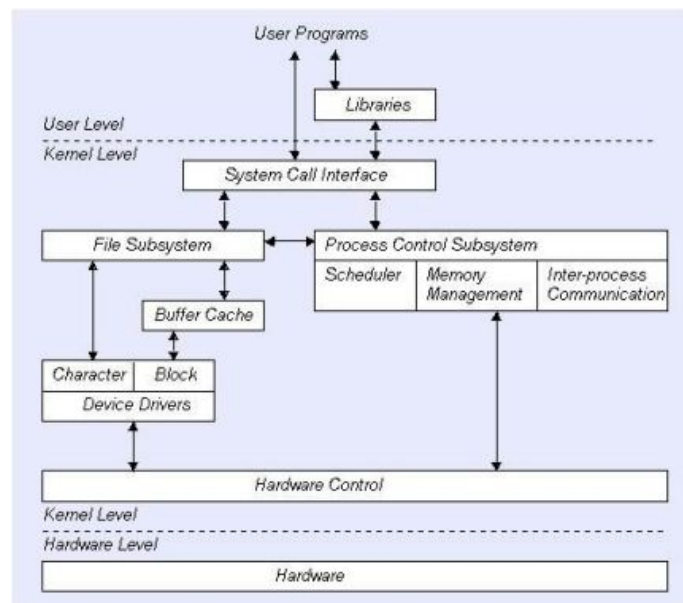 User Programs
Libraries
User Level
Kernel Level
System Call Interface
File Subsystem
Process Control Subsystem
Scheduler
Memory
Management
Inter-process
Communication
Buffer Cache
Character
Block
Device Drivers
Hardware Control
Kernel Level
Hardware Level
Hardware